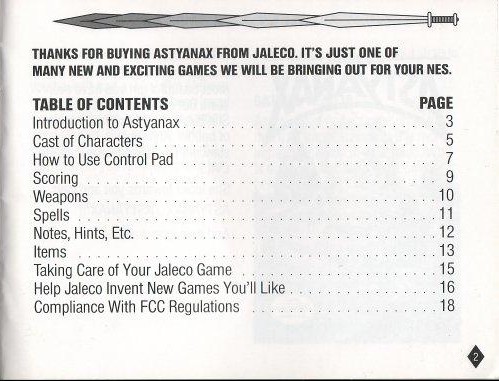 THANKS FOR BUYING ASTYANAX FROM JALECO. IT'S JUST ONE OF
MANY NEW AND EXCITING GAMES WE WILL BE BRINGING OUT FOR YOUR NES.
TABLE OF CONTENTS PAGE
Introduction to Astyanax 3
Cast of Characters 5
How to Use Control Pad 7
Scoring 9
Weapons 10
Spells 11
Notes, Hints, Etc. 12
Items 13
Taking Care of Your Jaleco Game 15
Help Jaleco Invent New Games You'll Like 16
Compliance With FCC Regulations 18
2